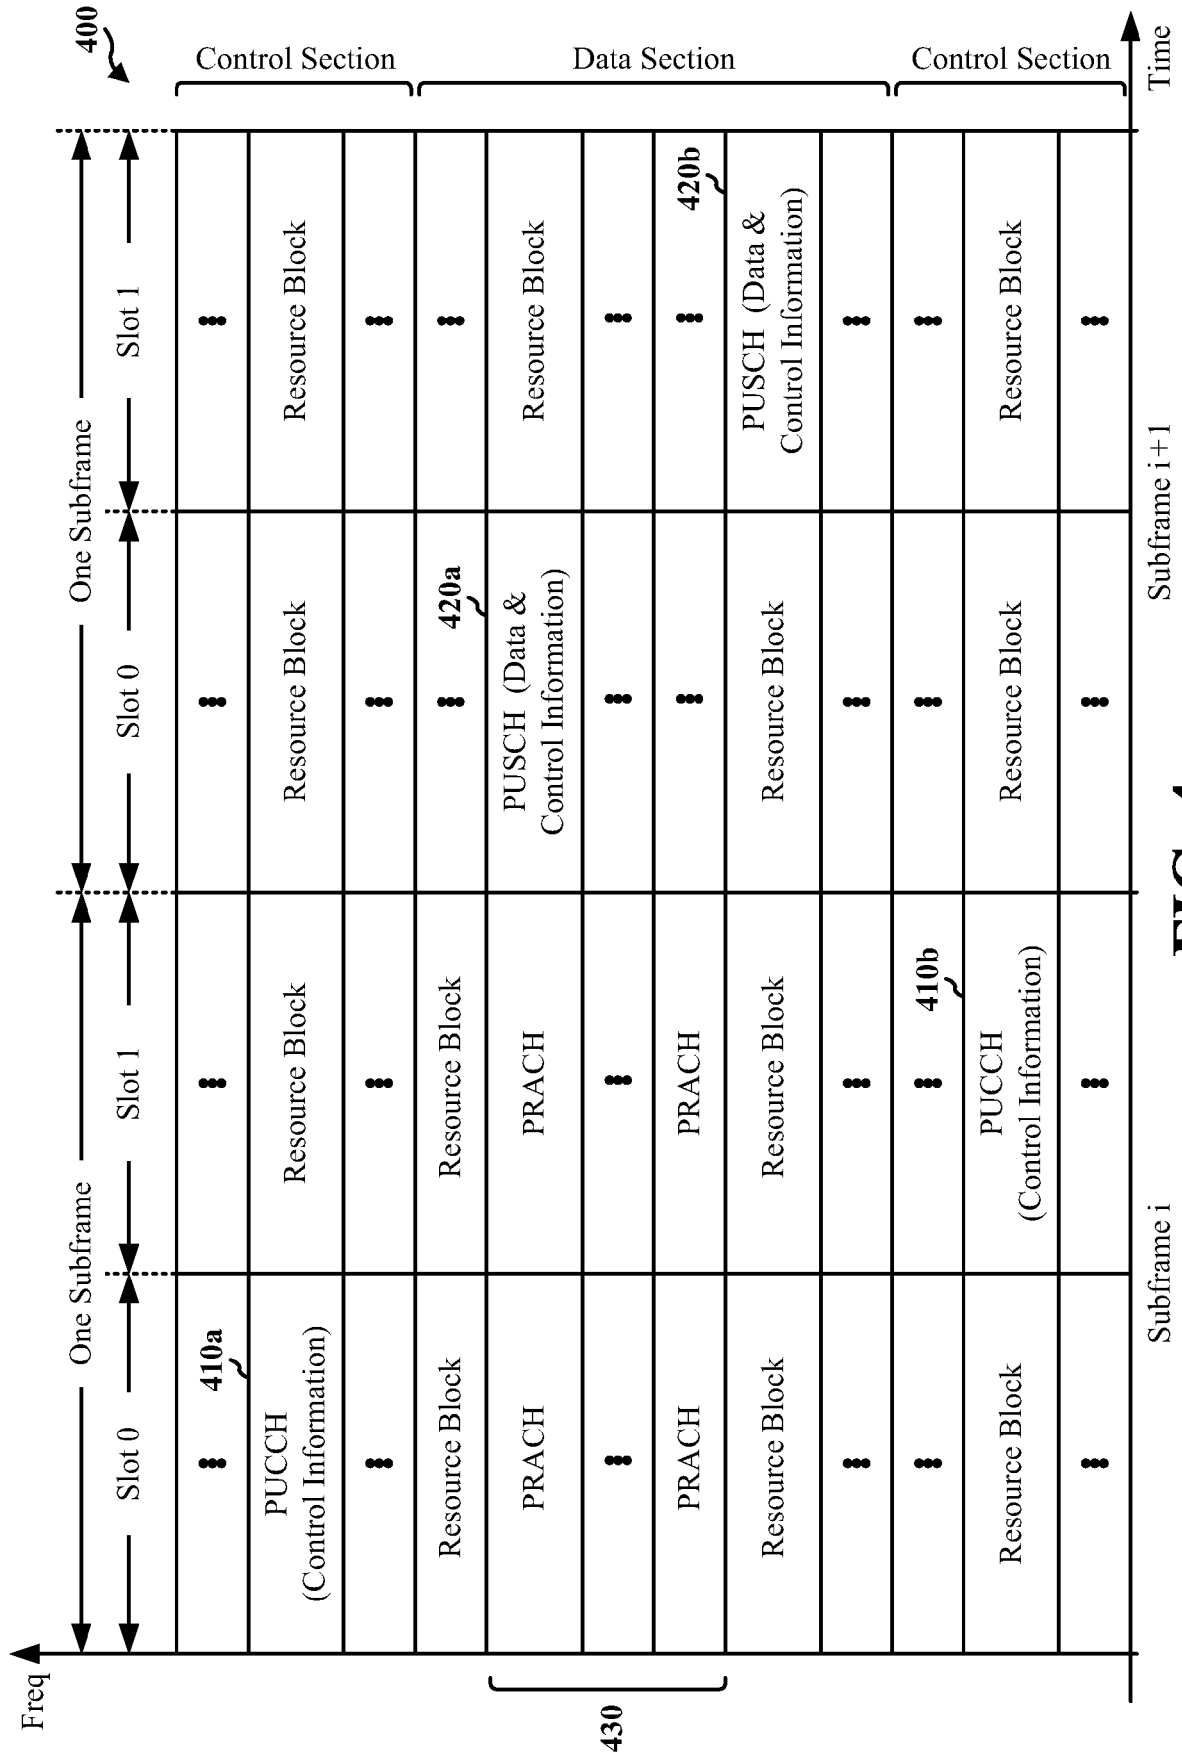 400
Freq
One Subframe
One Subframe
Slot 0
Slot 1
Slot 0
Slot 1
410a
PUCCH
(Control Information)
Resource Block
Resource Block
Resource Block
Control Section
420a
Resource Block
Resource Block
PRACH
PRACH
PUSCH (Data &
Control Information)
Resource Block
430
Data Section
420b
PRACH
PRACH
Resource Block
Resource Block
Resource Block
PUSCH (Data &
Control Information)
410b
Resource Block
PUCCH
(Control Information)
Resource Block
Resource Block
Control Section
Subframe i
Subframe i+1
Time